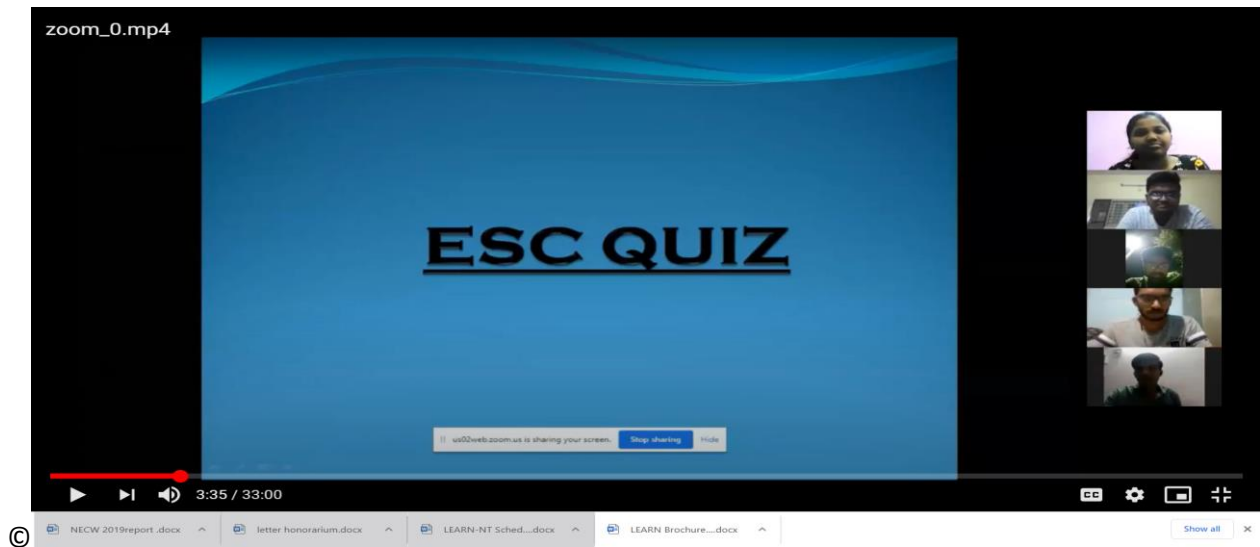 zoom_0.mp4
ESC QUIZ
us02web.zoom.us is sharing your screen. Stop sharing Hide
3:35 / 33:00
CC
© NECW 2019report .docx letter honorarium.docx LEARN-NT Sched....docx LEARN Brochure....docx Show all